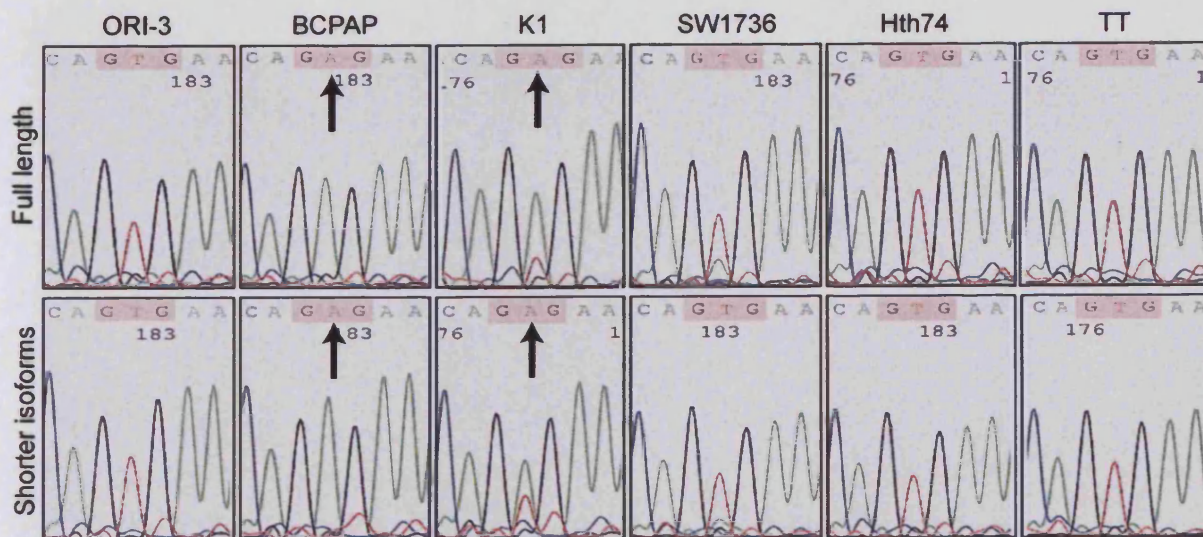 ORI-3 BCPAP K1 SW1736 Hth74 TT
Full length
C A G T G A A C A G A G A A C A G A G A A C A G T G A A C A G T G A A C A G T G A A
183 183 .76 183 76 1 76 1
Shorter isoforms
C A G T G A A C A G A G A A C A G A G A A C A G T G A A C A G T G A A C A G T G A A
183 183 76 1 183 183 176